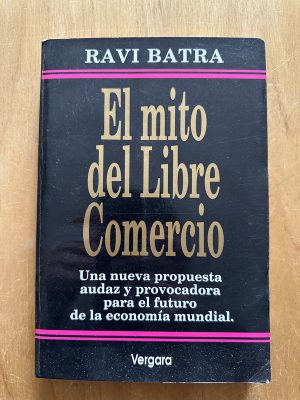 RAVI BATRA
El mito
del Libre
Comercio
Una nueva propuesta
audaz y provocadora
para el futuro
de la economía mundial.
Vergara